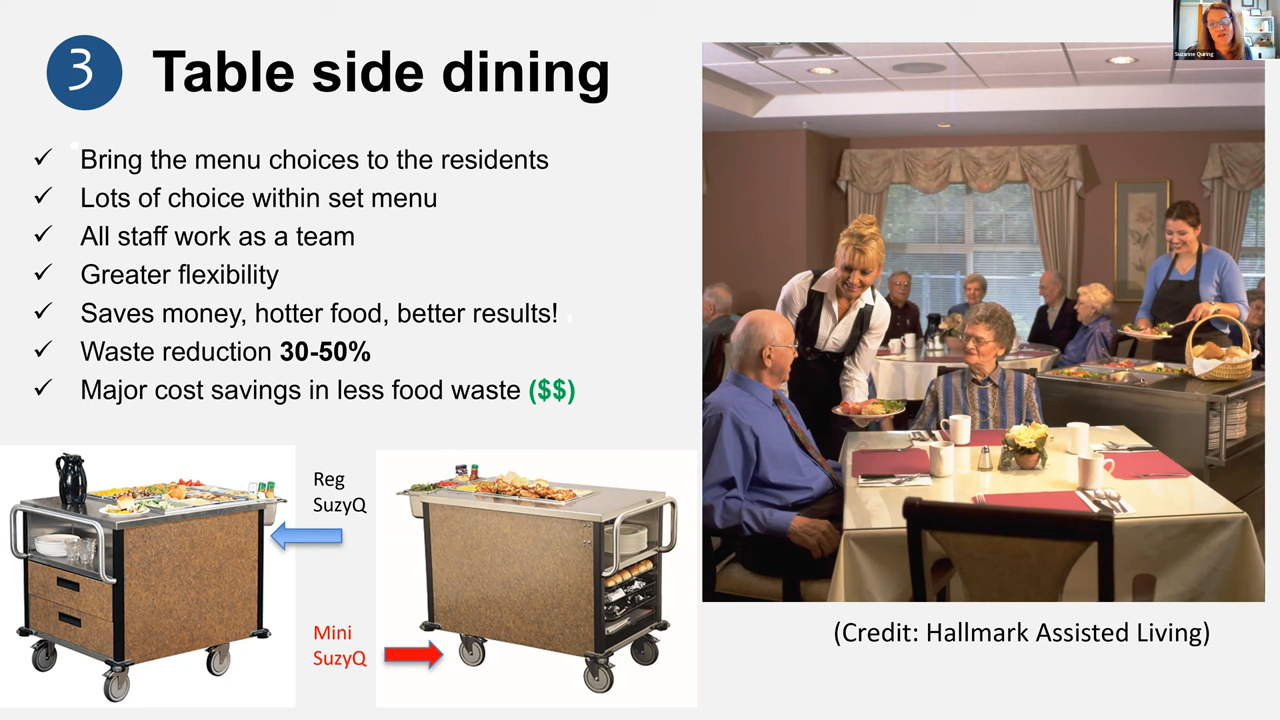 3
Table side dining
✓ Bring the menu choices to the residents
✓ Lots of choice within set menu
✓ All staff work as a team
✓ Greater flexibility
✓ Saves money, hotter food, better results!
✓ Waste reduction 30-50%
✓ Major cost savings in less food waste ($$)
Reg
SuzyQ
Mini
SuzyQ
(Credit: Hallmark Assisted Living)
Suzanne Quiring